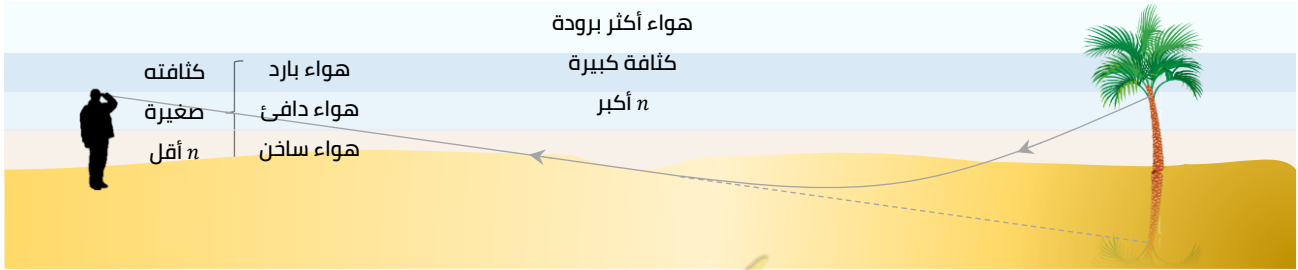 هواء أكثر برودة
كثافة كبيرة
n أكبر
هواء بارد
هواء دافئ
هواء ساخن
كثافته
صغيرة
n أقل